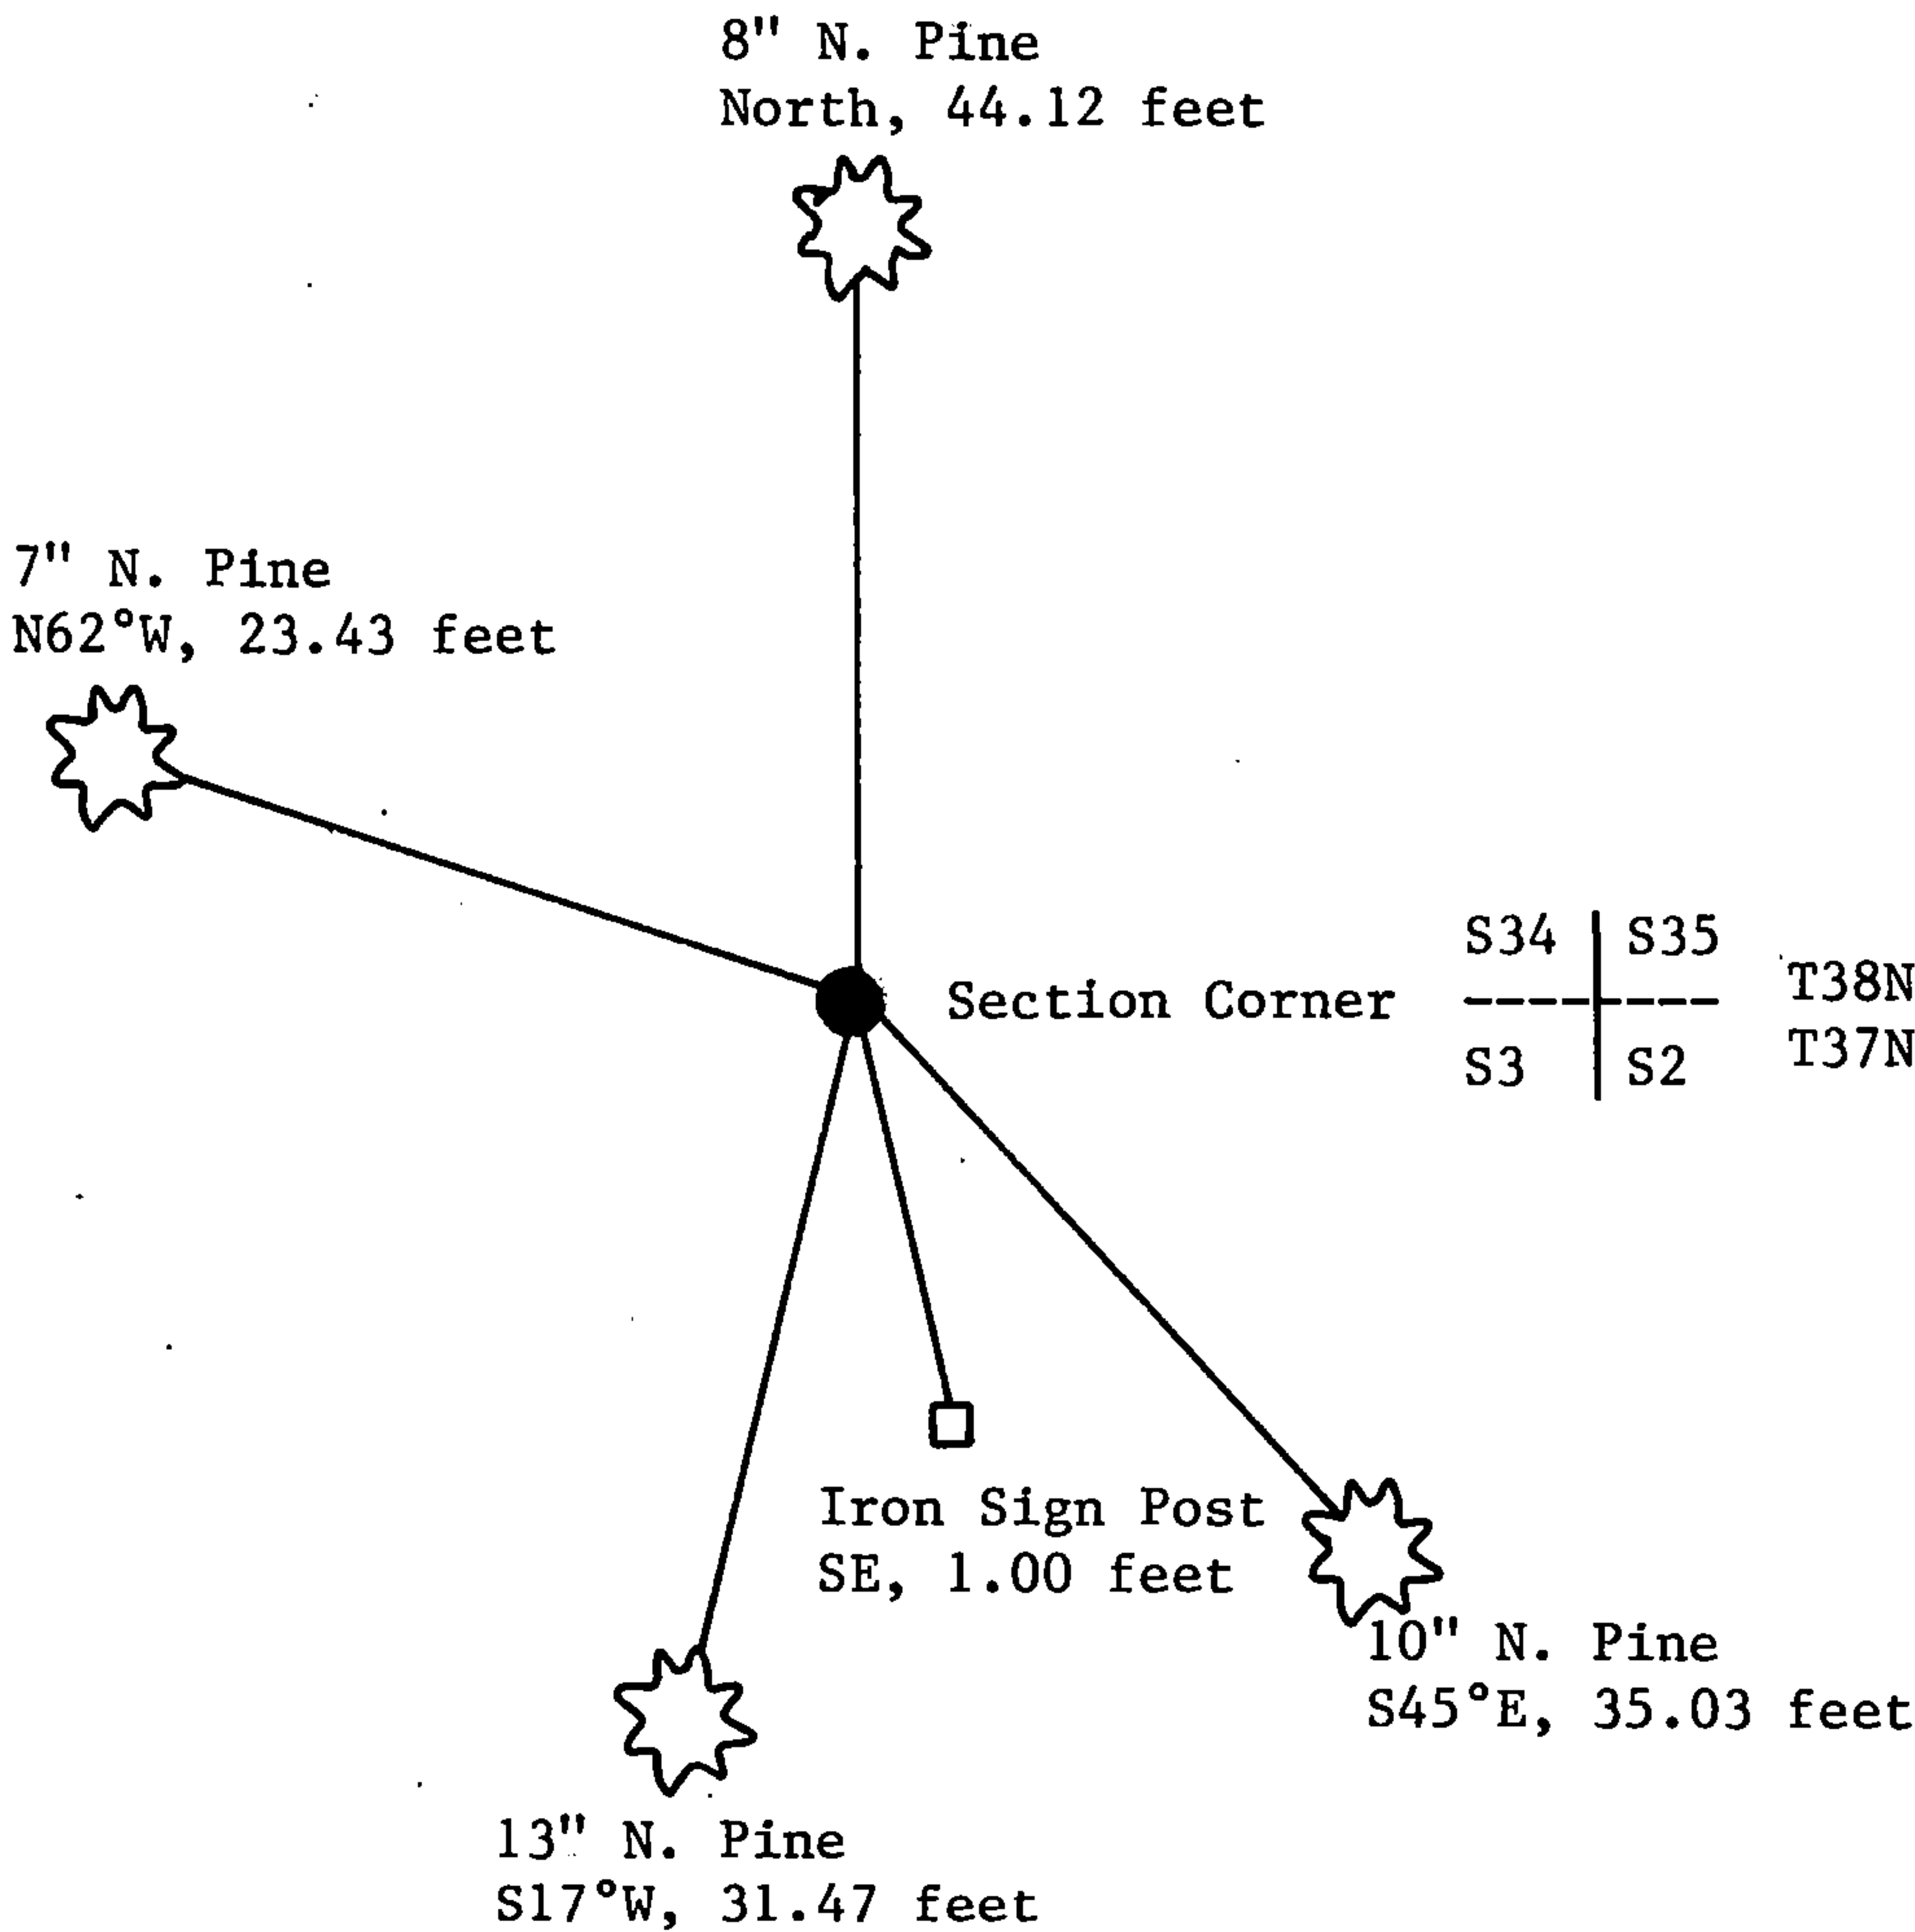 8" N. Pine
North, 44.12 feet
7" N. Pine
N62°W, 23.43 feet
Section Corner
S34
S35
S3
S2
T38N
T37N
Iron Sign Post
SE, 1.00 feet
10" N. Pine
S45°E, 35.03 feet
13" N. Pine
S17°W, 31.47 feet